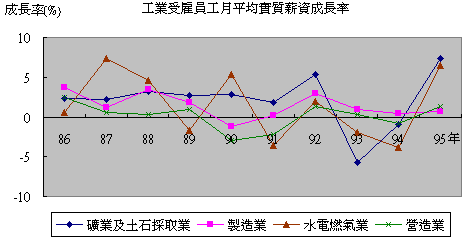 工業受雇員工月平均實質薪資成長率
成長率(%)
10
5
0
-5
-10
86 87 88 89 90 91 92 93 94 95 年
礦業及土石採取業 製造業 水電燃氣業 營造業